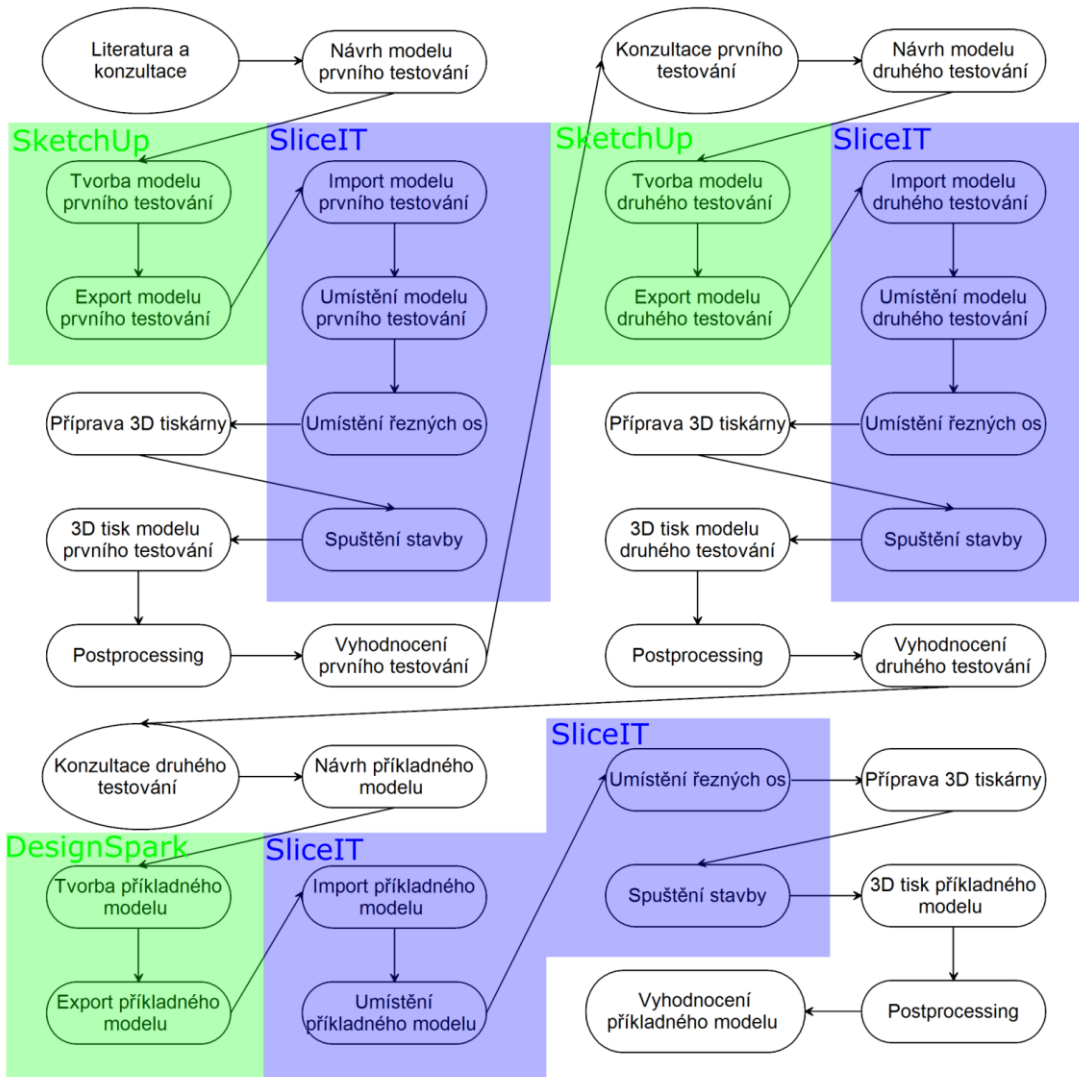 Literatura a
konzultace
Návrh modelu
prvního testování
SketchUp
Tvorba modelu
prvního testování
Export modelu
prvního testování
SliceIT
Import modelu
prvního testování
Umístění modelu
prvního testování
Umístění řezných os
Příprava 3D tiskárny
Spuštění stavby
3D tisk modelu
prvního testování
Postprocessing
Vyhodnocení
prvního testování
Konzultace prvního
testování
Návrh modelu
druhého testování
SketchUp
Tvorba modelu
druhého testování
Export modelu
druhého testování
SliceIT
Import modelu
druhého testování
Umístění modelu
druhého testování
Umístění řezných os
Příprava 3D tiskárny
Spuštění stavby
3D tisk modelu
druhého testování
Postprocessing
Vyhodnocení
druhého testování
Konzultace druhého
testování
Návrh příkladného
modelu
DesignSpark
Tvorba příkladného
modelu
Export příkladného
modelu
SliceIT
Import příkladného
modelu
Umístění
příkladného modelu
SliceIT
Umístění řezných os
Příprava 3D tiskárny
Spuštění stavby
3D tisk příkladného
modelu
Postprocessing
Vyhodnocení
příkladného modelu